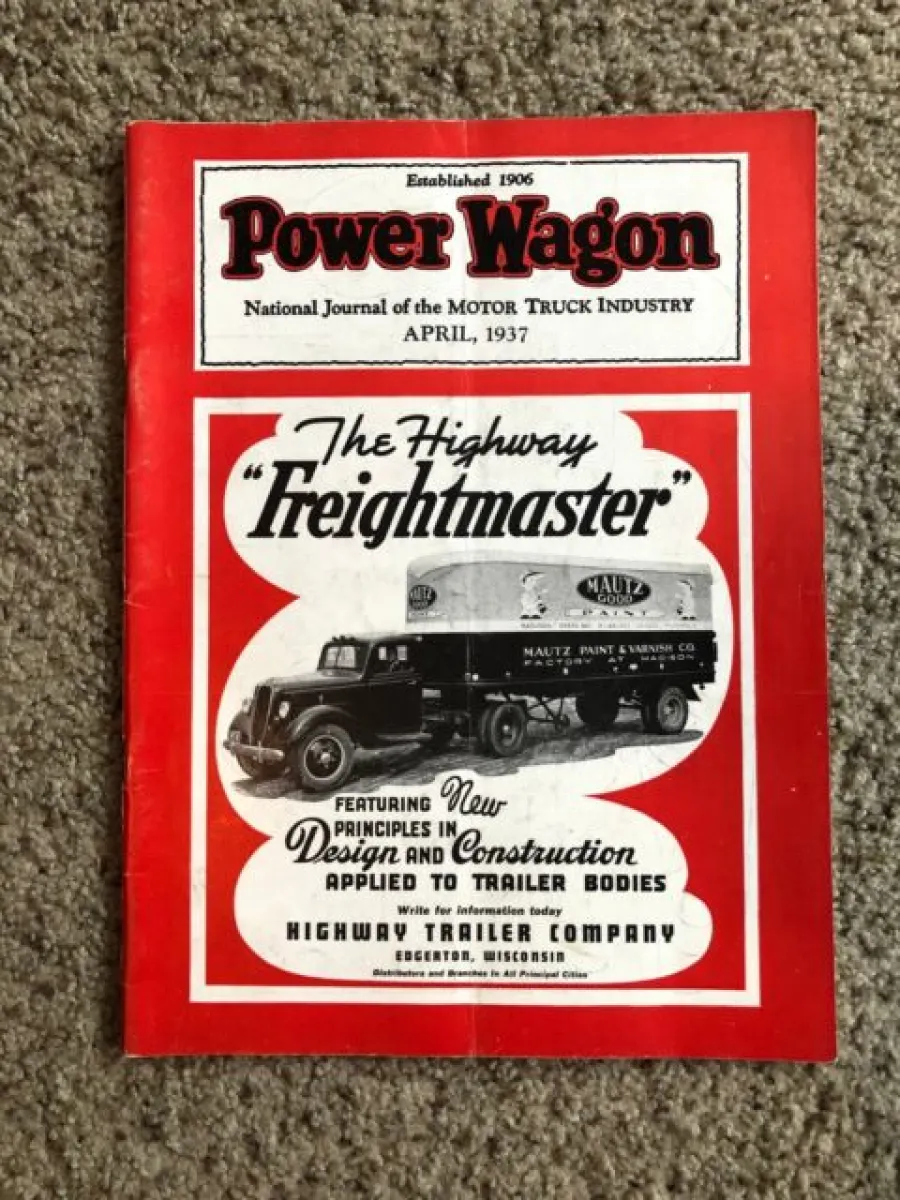 Established 1906
Power Wagon
National Journal of the MOTOR TRUCK INDUSTRY
APRIL, 1937
The Highway
"Freightmaster"
MAUTZ
GOOD
PAINT
MAUTZ
MAUTZ PAINT & VARNISH CO.
FACTORY AT MADISON
FEATURING New
PRINCIPLES IN
Design AND Construction
APPLIED TO TRAILER BODIES
Write for information today
HIGHWAY TRAILER COMPANY
EDGERTON, WISCONSIN
Distributors and Branches in All Principal Cities